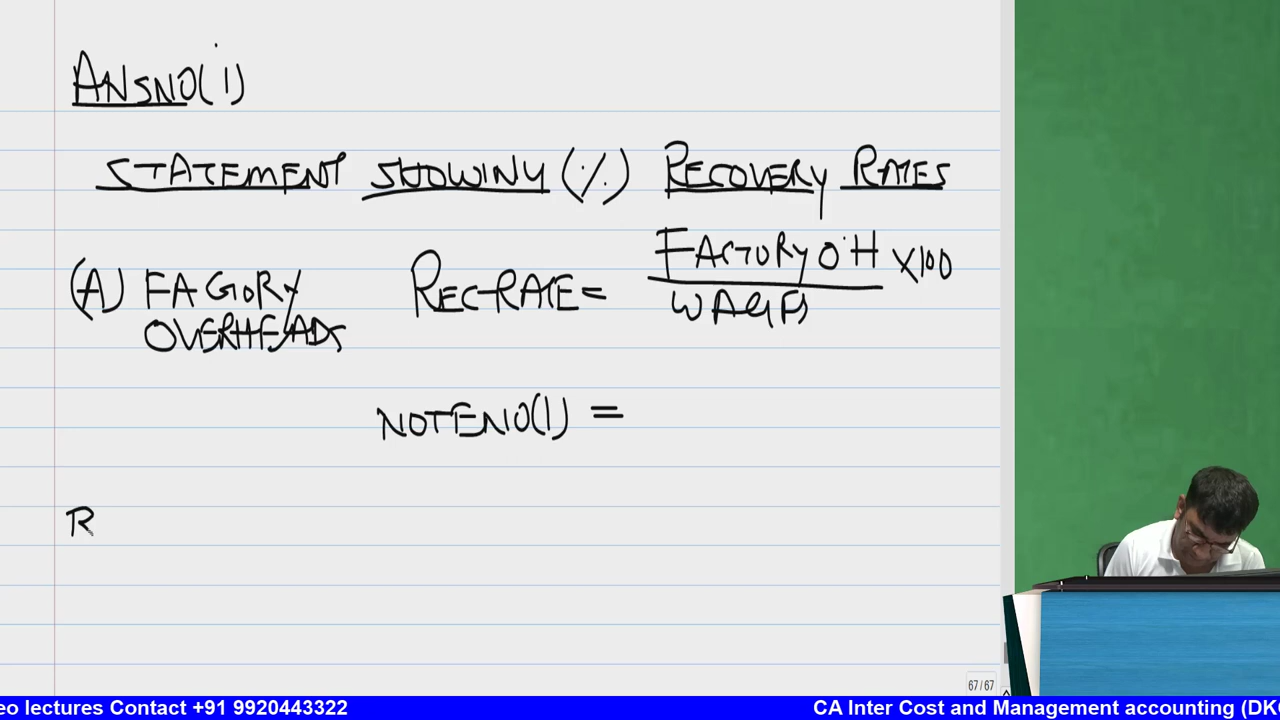 ANSNO(1)
STATEMENT SHOWING (%) RECOVERY RATES
(A) FACTORY OVERHEADS REC-RATE = FACTORY O·H / WAGES X100
NOTENO(1) =
B
67/67
eo lectures Contact +91 9920443322 CA Inter Cost and Management accounting (DK